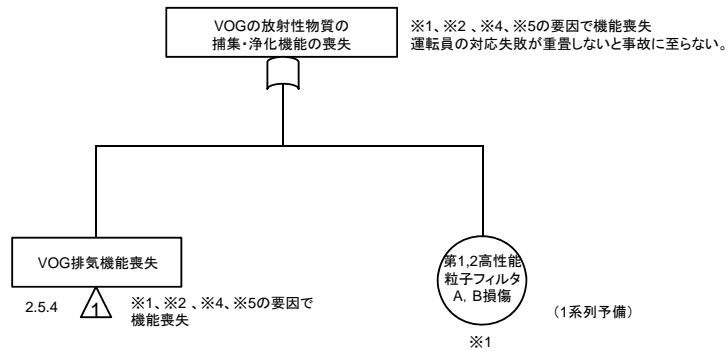 VOGの放射性物質の
捕集・浄化機能の喪失
※1、※2 、※4、※5の要因で機能喪失
運転員の対応失敗が重畳しないと事故に至らない。
VOG排気機能喪失
2.5.4
1
※1、※2 、※4、※5の要因で
機能喪失
第1,2高性能
粒子フィルタ
A, B損傷
(1系列予備)
※1